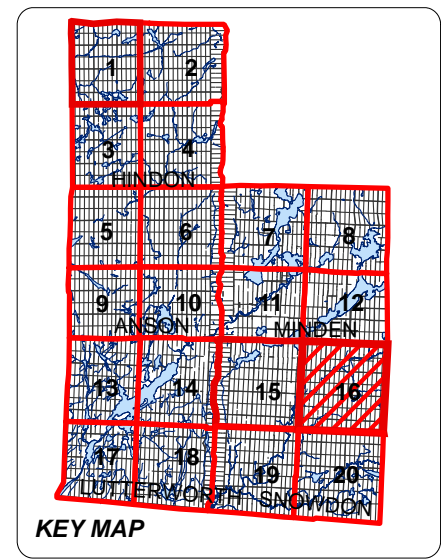 1 2
3 4
HINDON
5 6 7 8
9 10 11 12
ANSON MINDEN
13 14 15 16
17 18 19 20
LUTTERWORTH SNOWDON
KEY MAP